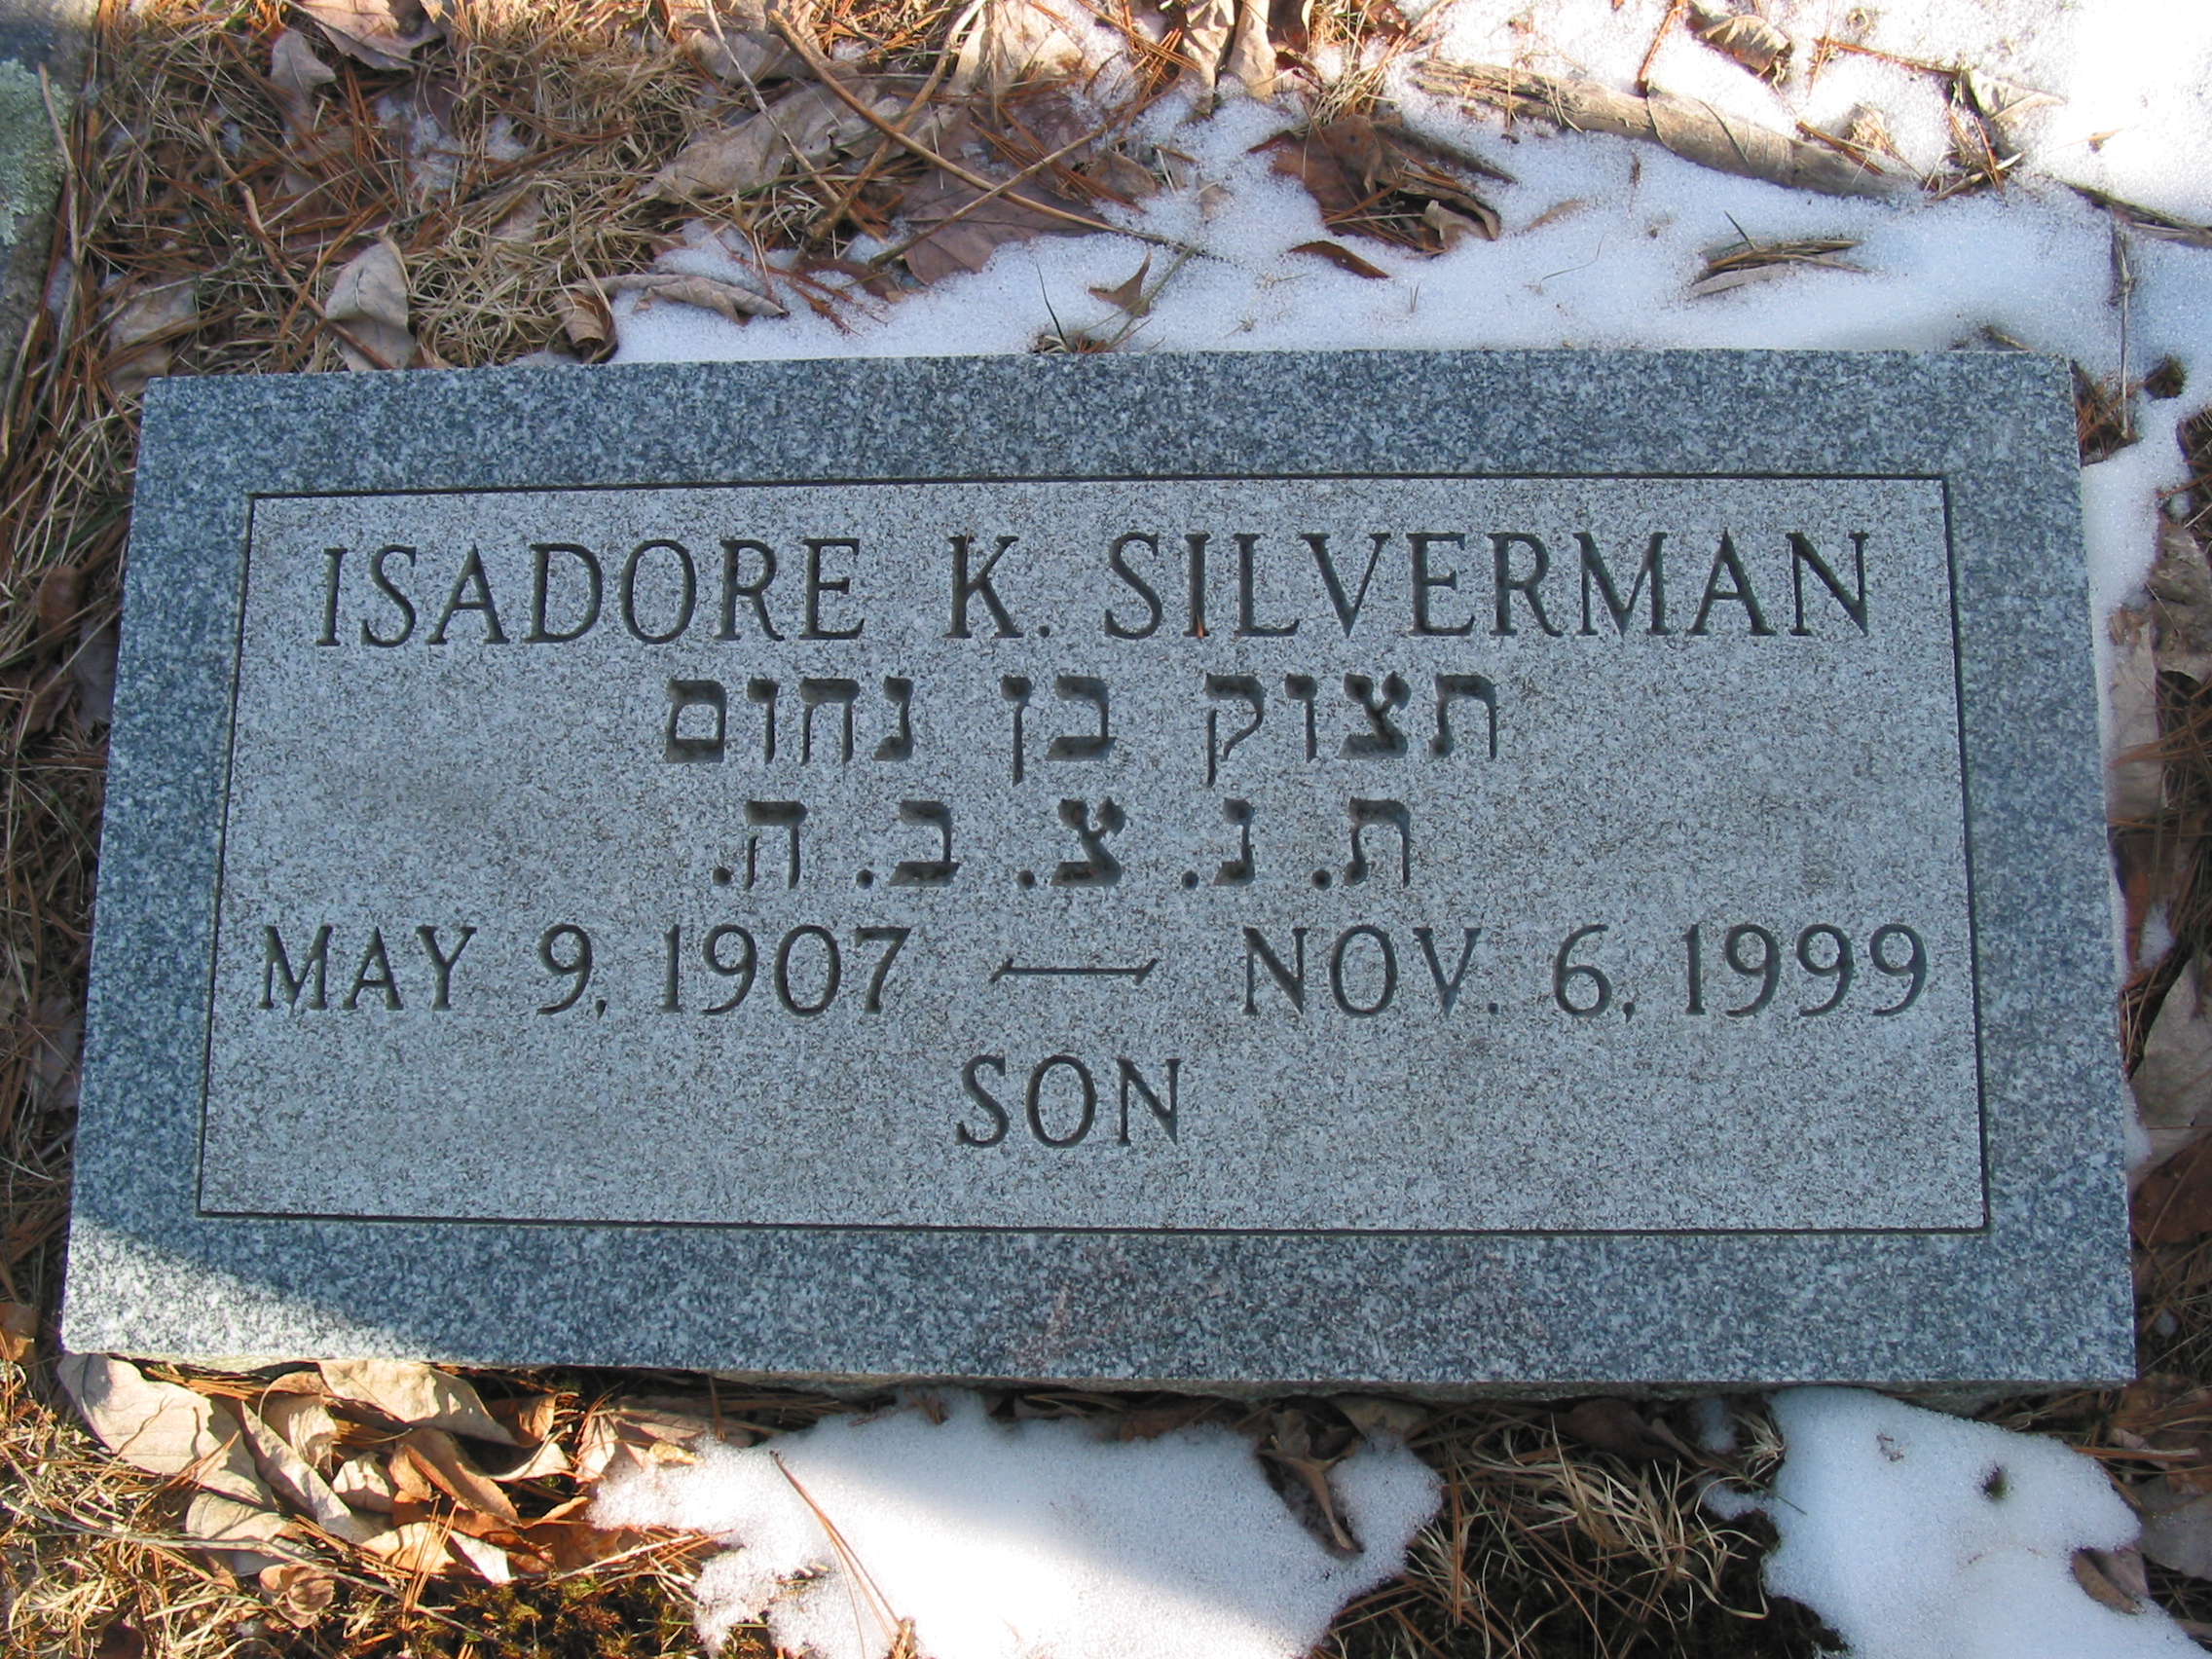 ISADORE K. SILVERMAN
תצוק בן נחום
ת. נ. צ. ב. ה.
MAY 9, 1907 — NOV. 6, 1999
SON